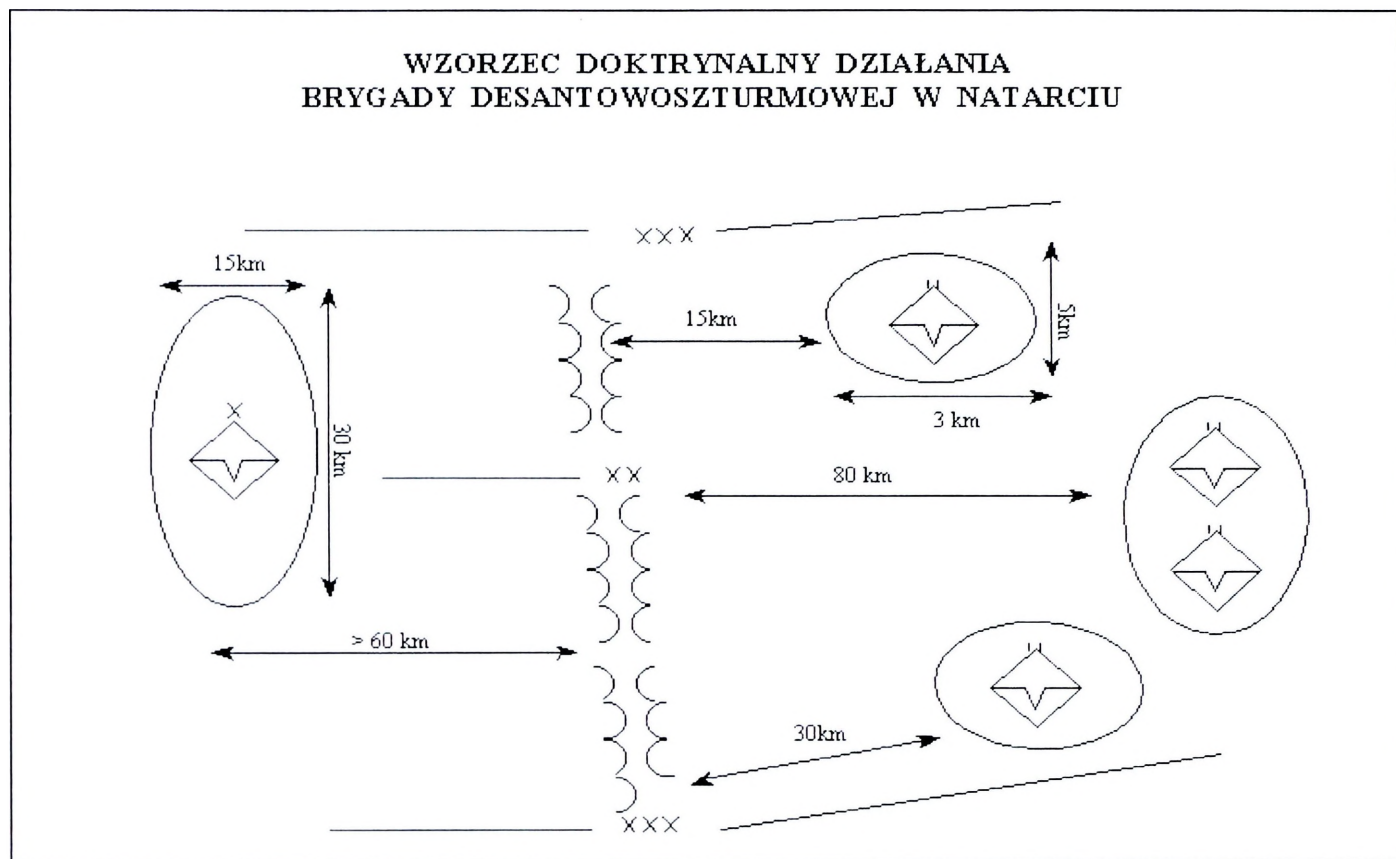 WZORZEC DOKTRYNALNY DZIAŁANIA
BRYGADY DESANTOWOSZTURMOWEJ W NATARCIU
XXX
15km
5km
15km
3 km
X
30 km
XX
80 km
> 60 km
30km
XXX